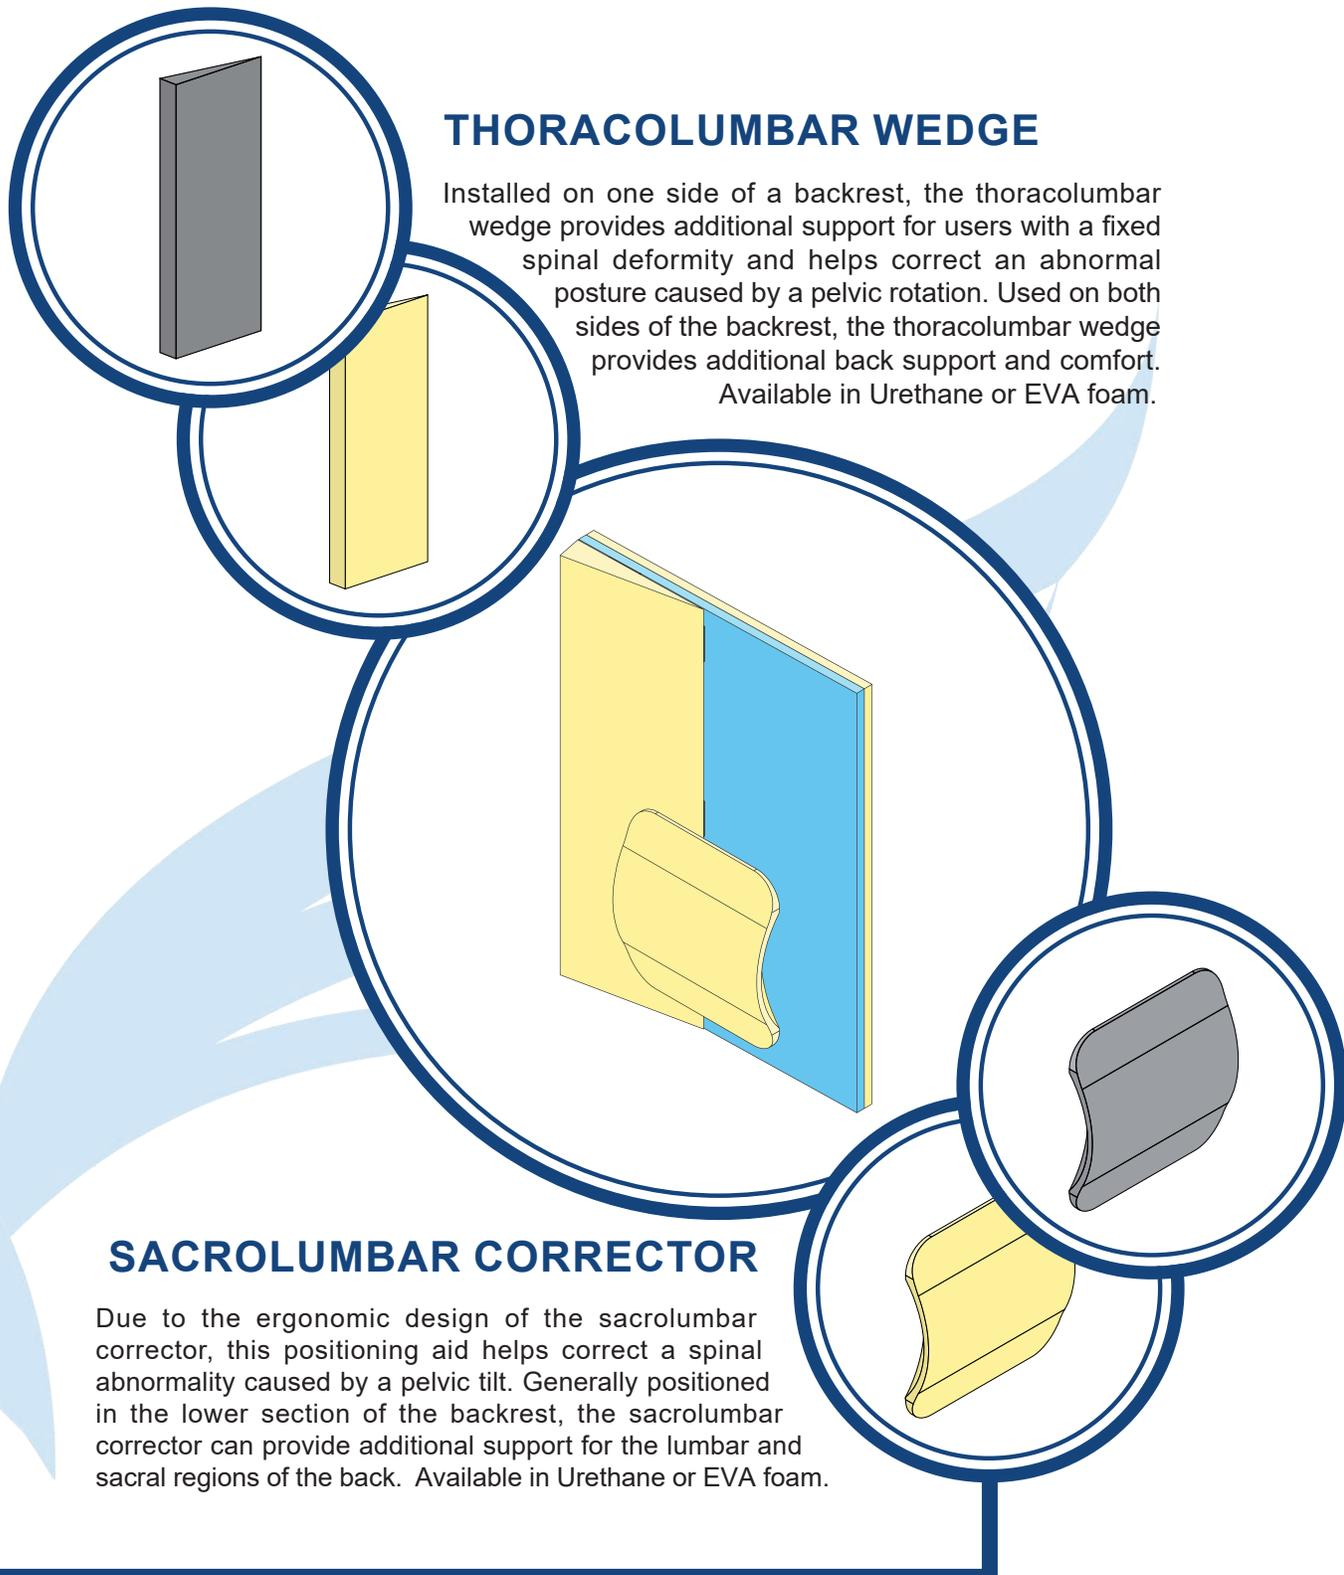 THORACOLUMBAR WEDGE
Installed on one side of a backrest, the thoracolumbar
wedge provides additional support for users with a fixed
spinal deformity and helps correct an abnormal
posture caused by a pelvic rotation. Used on both
sides of the backrest, the thoracolumbar wedge
provides additional back support and comfort.
Available in Urethane or EVA foam.
SACROLUMBAR CORRECTOR
Due to the ergonomic design of the sacrolumbar
corrector, this positioning aid helps correct a spinal
abnormality caused by a pelvic tilt. Generally positioned
in the lower section of the backrest, the sacrolumbar
corrector can provide additional support for the lumbar and
sacral regions of the back.  Available in Urethane or EVA foam.